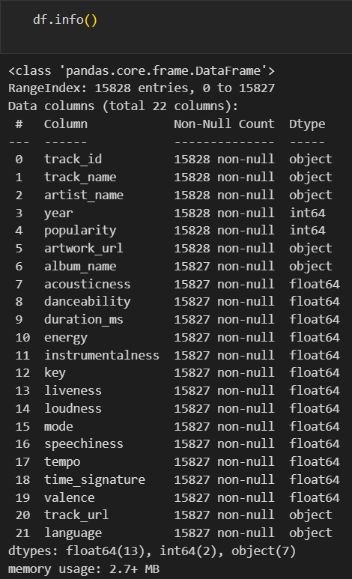 df.info()
<class 'pandas.core.frame.DataFrame'>
RangeIndex: 15828 entries, 0 to 15827
Data columns (total 22 columns):
 #   Column            Non-Null Count  Dtype
---  ------            --------------  -----
 0   track_id          15828 non-null  object
 1   track_name        15828 non-null  object
 2   artist_name       15828 non-null  object
 3   year              15828 non-null  int64
 4   popularity        15828 non-null  int64
 5   artwork_url       15828 non-null  object
 6   album_name        15827 non-null  object
 7   acousticness      15827 non-null  float64
 8   danceability      15827 non-null  float64
 9   duration_ms       15827 non-null  float64
 10  energy            15827 non-null  float64
 11  instrumentalness  15827 non-null  float64
 12  key               15827 non-null  float64
 13  liveness          15827 non-null  float64
 14  loudness          15827 non-null  float64
 15  mode              15827 non-null  float64
 16  speechiness       15827 non-null  float64
 17  tempo             15827 non-null  float64
 18  time_signature    15827 non-null  float64
 19  valence           15827 non-null  float64
 20  track_url         15827 non-null  object
 21  language          15827 non-null  object
dtypes: float64(13), int64(2), object(7)
memory usage: 2.7+ MB